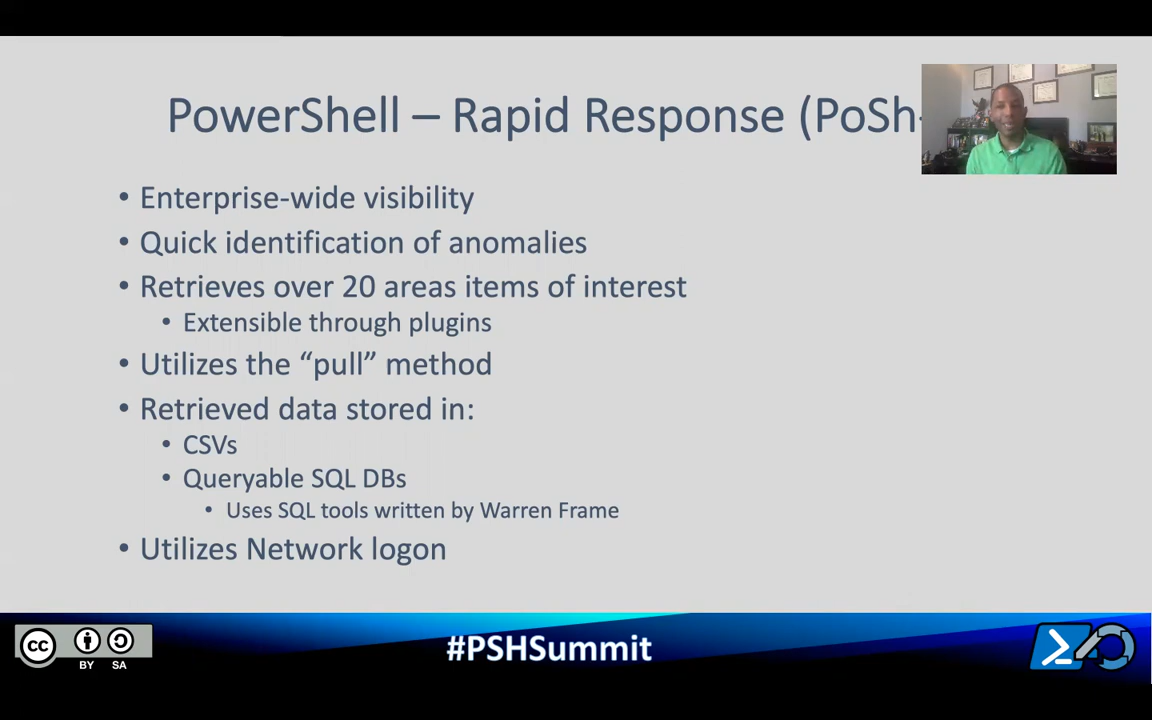 PowerShell – Rapid Response (PoSh-
• Enterprise-wide visibility
• Quick identification of anomalies
• Retrieves over 20 areas items of interest
• Extensible through plugins
• Utilizes the “pull” method
• Retrieved data stored in:
• CSVs
• Queryable SQL DBs
• Uses SQL tools written by Warren Frame
• Utilizes Network logon
cc BY SA
#PSHSummit